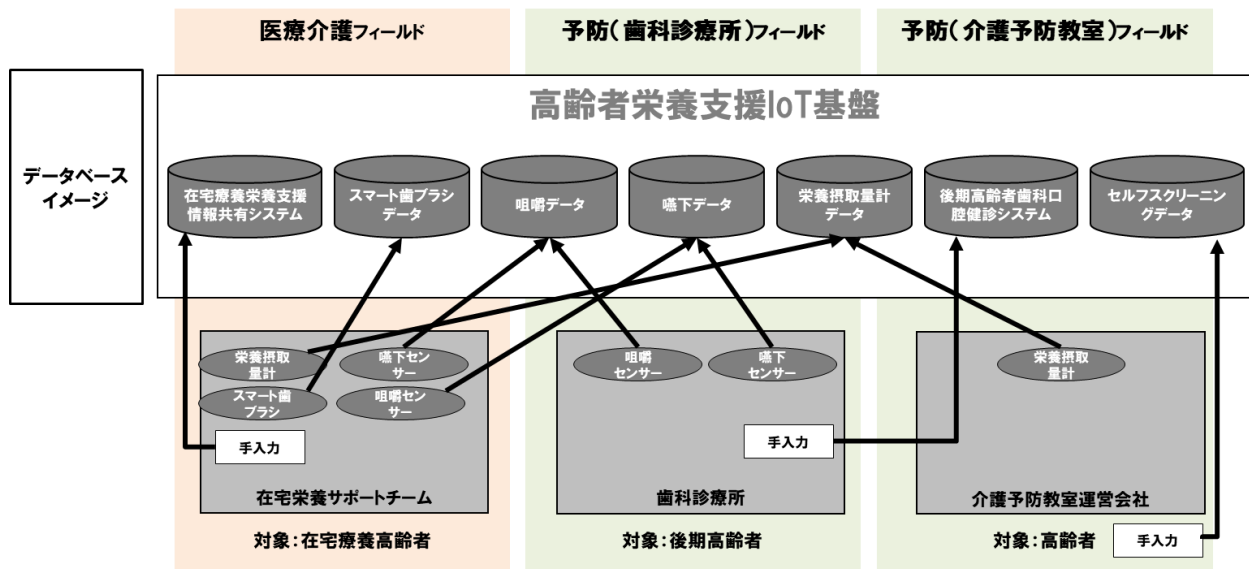 医療介護フィールド
予防(歯科診療所)フィールド
予防(介護予防教室)フィールド
データベース
イメージ
高齢者栄養支援IoT基盤
在宅療養栄養支援
情報共有システム
スマート歯ブラシ
データ
咀嚼データ
嚥下データ
栄養摂取量計
データ
後期高齢者歯科口
腔健診システム
セルフスクリーニン
グデータ
栄養摂取
量計
嚥下セン
サー
スマート歯
ブラシ
咀嚼セン
サー
手入力
在宅栄養サポートチーム
対象:在宅療養高齢者
咀嚼
センサー
嚥下
センサー
手入力
歯科診療所
対象:後期高齢者
栄養摂取
量計
介護予防教室運営会社
対象:高齢者
手入力